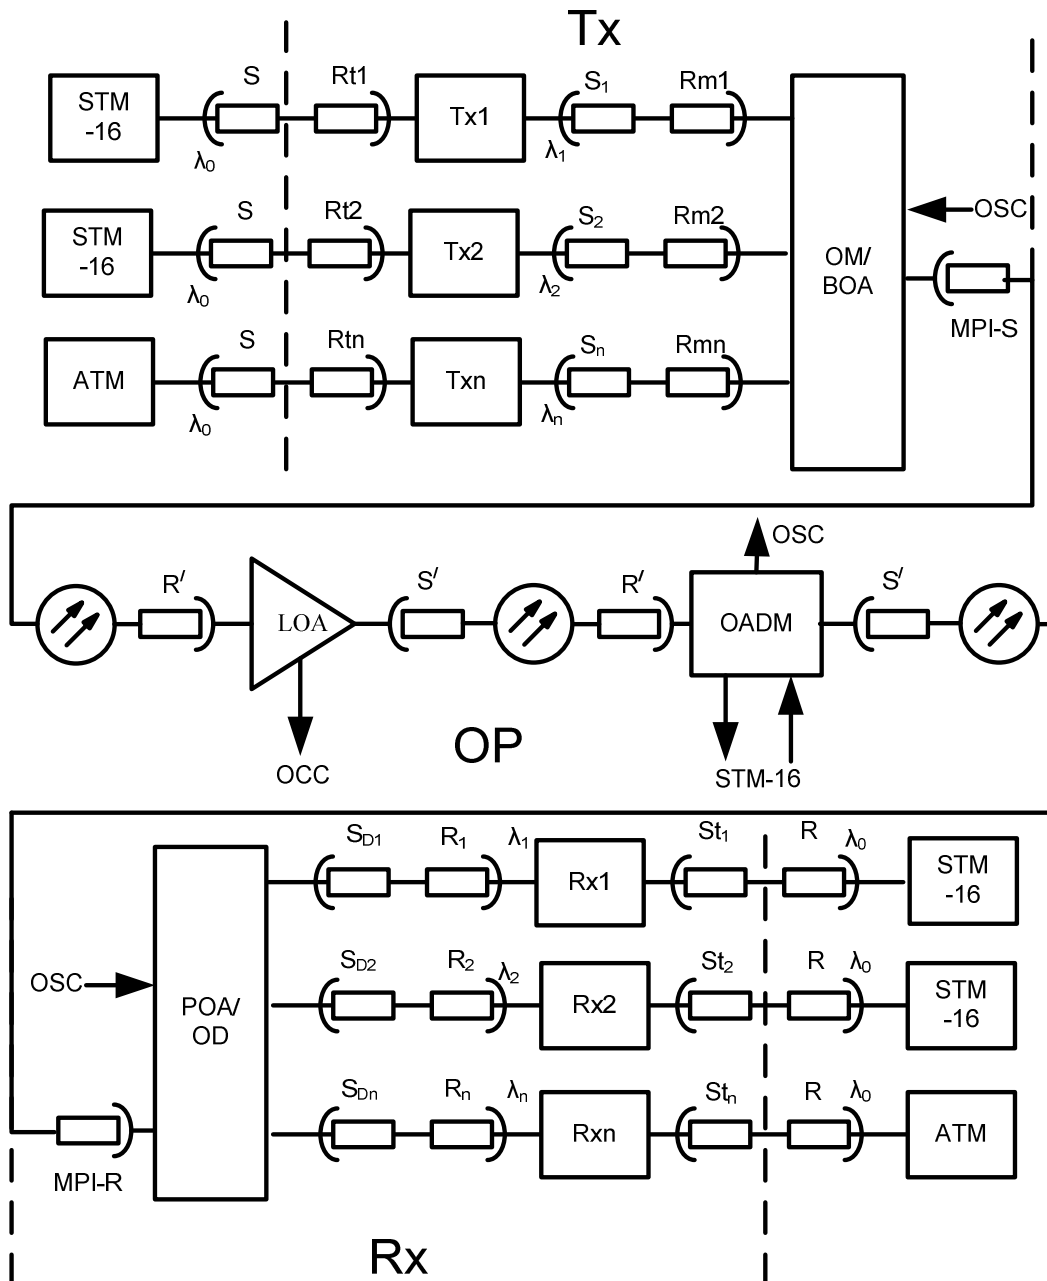 Tx
S Rt1 S₁ Rm1
STM
-16
Tx1
λ₀ λ₁
S Rt2 S₂ Rm2
OSC
STM
-16
Tx2
OM/
BOA
λ₀ λ₂
MPI-S
S Rtn Sₙ Rmn
ATM Txn
λ₀ λₙ
OSC
R′ S′ R′ S′
LOA OADM
OP
OCC STM-16
S_D1 R₁ λ₁ St₁ R λ₀
Rx1
STM
-16
S_D2 R₂ λ₂ St₂ R λ₀
OSC
POA/
OD
Rx2
STM
-16
S_Dn Rₙ λₙ Stₙ R λ₀
Rxn ATM
MPI-R
Rx